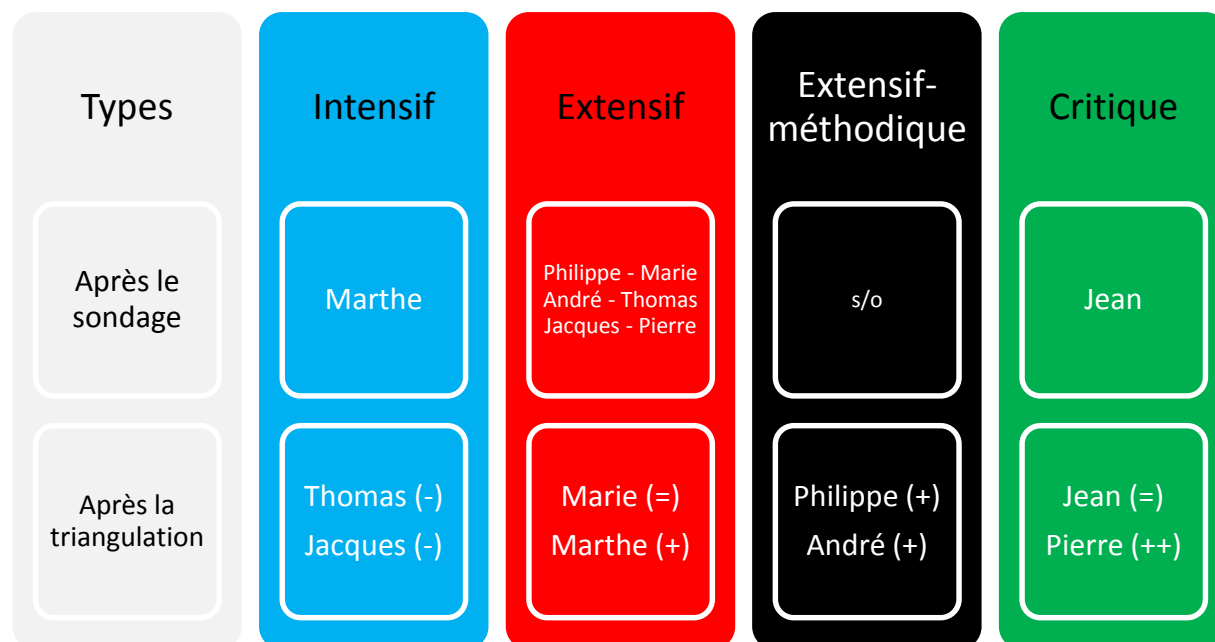 Types
Intensif
Extensif
Extensif-
méthodique
Critique
Après le
sondage
Marthe
Philippe - Marie
André - Thomas
Jacques - Pierre
s/o
Jean
Après la
triangulation
Thomas (-)
Jacques (-)
Marie (=)
Marthe (+)
Philippe (+)
André (+)
Jean (=)
Pierre (++)